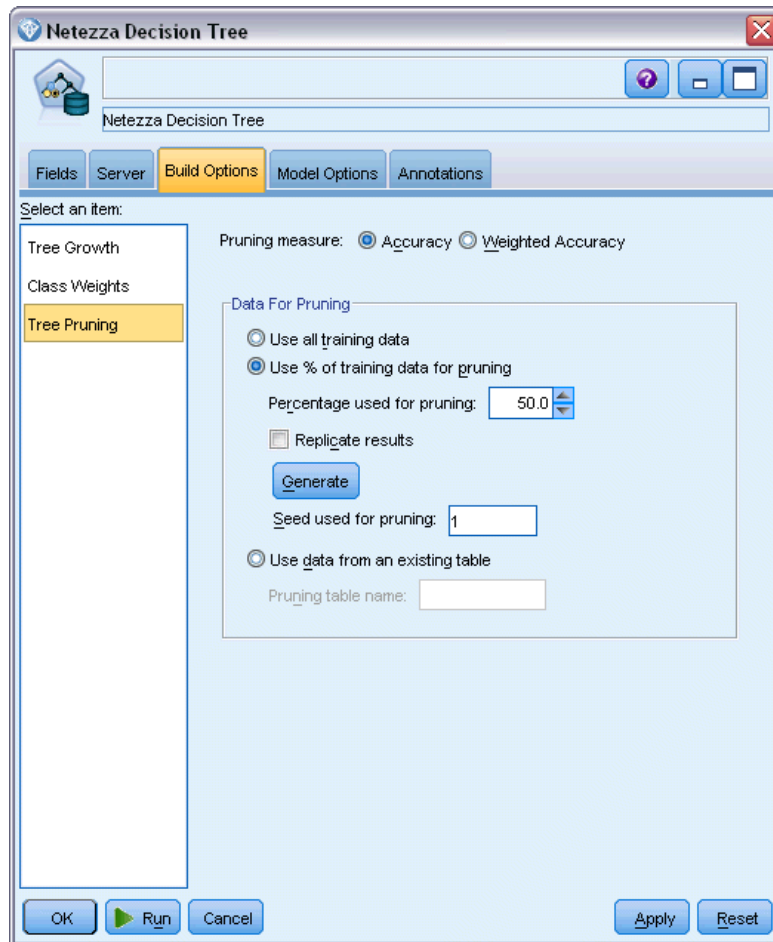 Netezza Decision Tree
Netezza Decision Tree
Fields Server Build Options Model Options Annotations
Select an item:
Tree Growth
Class Weights
Tree Pruning
Pruning measure: Accuracy Weighted Accuracy
Data For Pruning
Use all training data
Use % of training data for pruning
Percentage used for pruning: 50.0
Replicate results
Generate
Seed used for pruning: 1
Use data from an existing table
Pruning table name:
OK Run Cancel Apply Reset